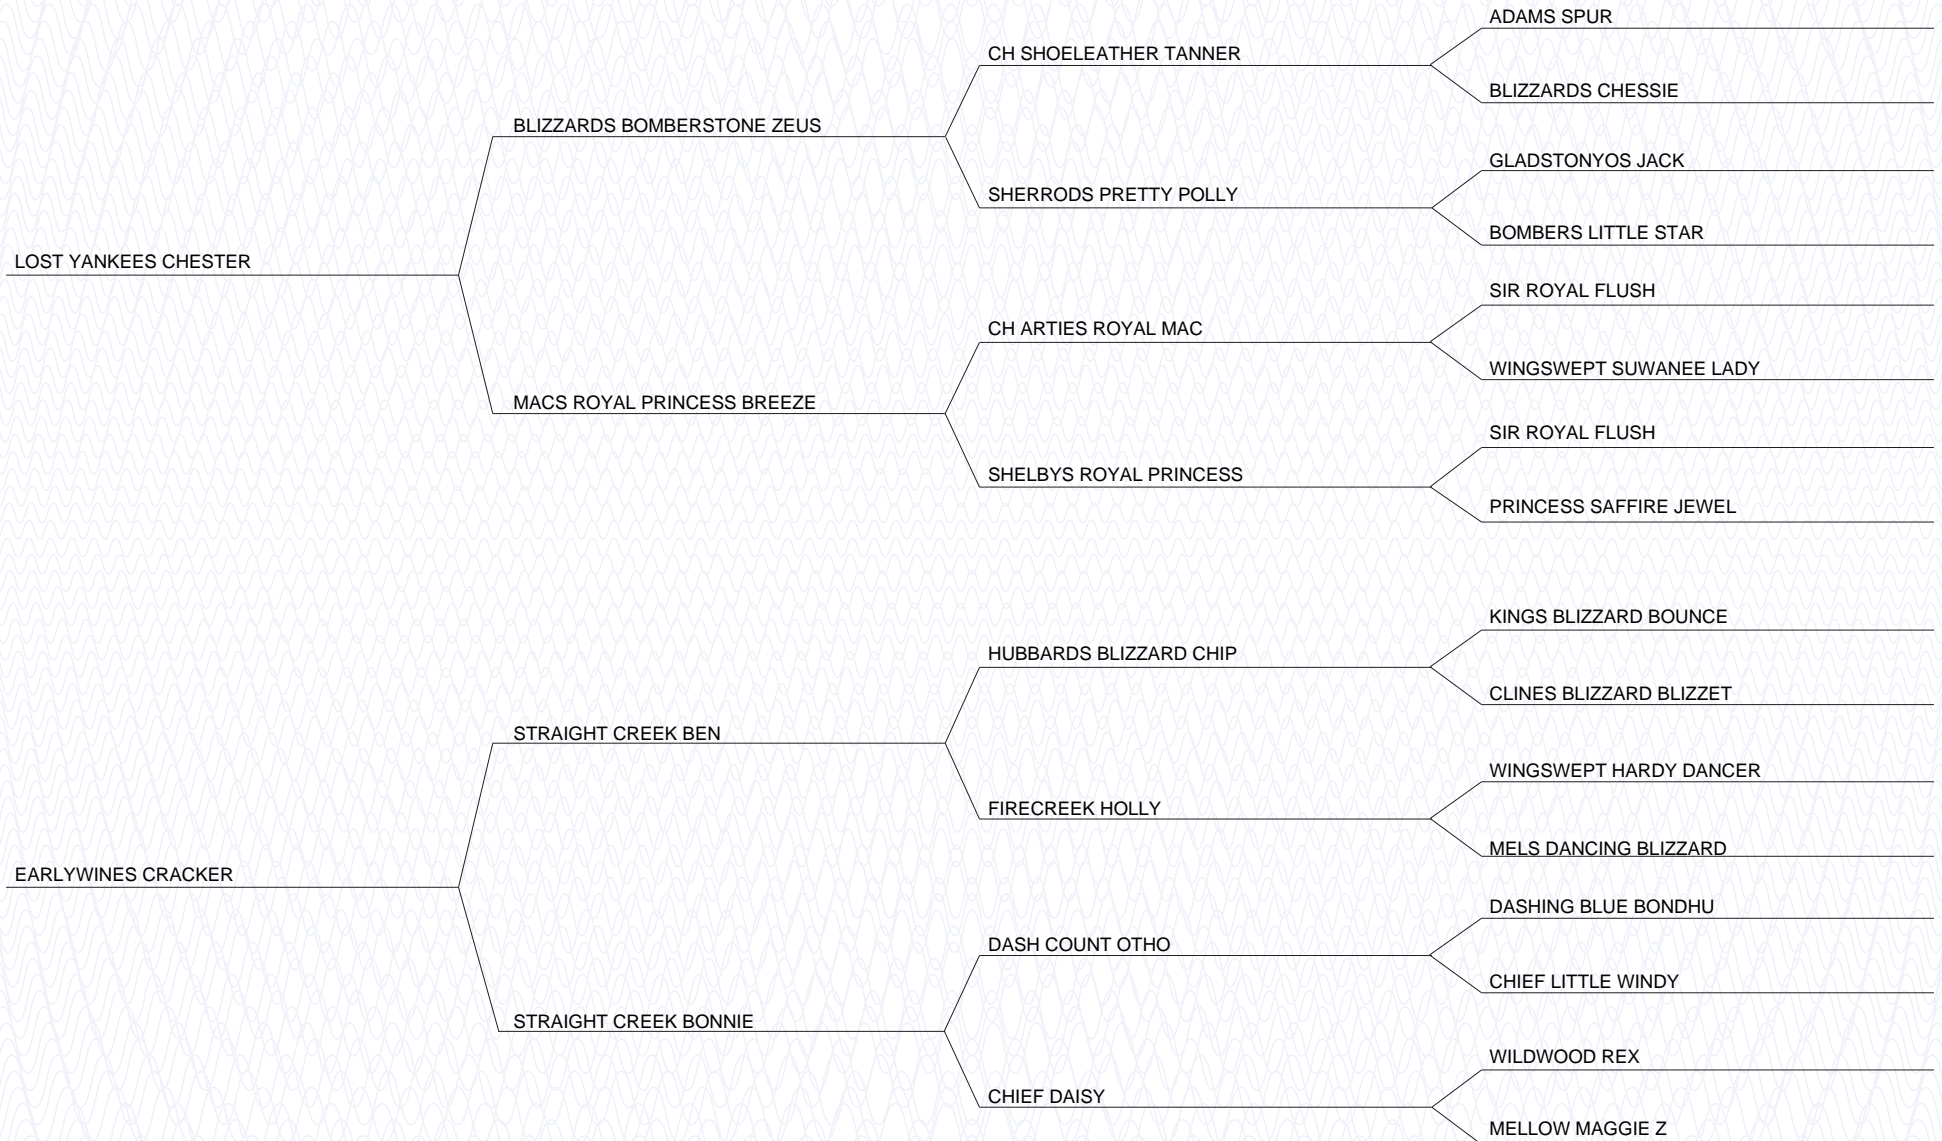 ADAMS SPUR
CH SHOELEATHER TANNER
BLIZZARDS CHESSIE
BLIZZARDS BOMBERSTONE ZEUS
GLADSTONYOS JACK
SHERRODS PRETTY POLLY
BOMBERS LITTLE STAR
LOST YANKEES CHESTER
SIR ROYAL FLUSH
CH ARTIES ROYAL MAC
WINGSWEPT SUWANEE LADY
MACS ROYAL PRINCESS BREEZE
SIR ROYAL FLUSH
SHELBYS ROYAL PRINCESS
PRINCESS SAFFIRE JEWEL
KINGS BLIZZARD BOUNCE
HUBBARDS BLIZZARD CHIP
CLINES BLIZZARD BLIZZET
STRAIGHT CREEK BEN
WINGSWEPT HARDY DANCER
FIRECREEK HOLLY
MELS DANCING BLIZZARD
EARLYWINES CRACKER
DASHING BLUE BONDHU
DASH COUNT OTHO
CHIEF LITTLE WINDY
STRAIGHT CREEK BONNIE
WILDWOOD REX
CHIEF DAISY
MELLOW MAGGIE Z